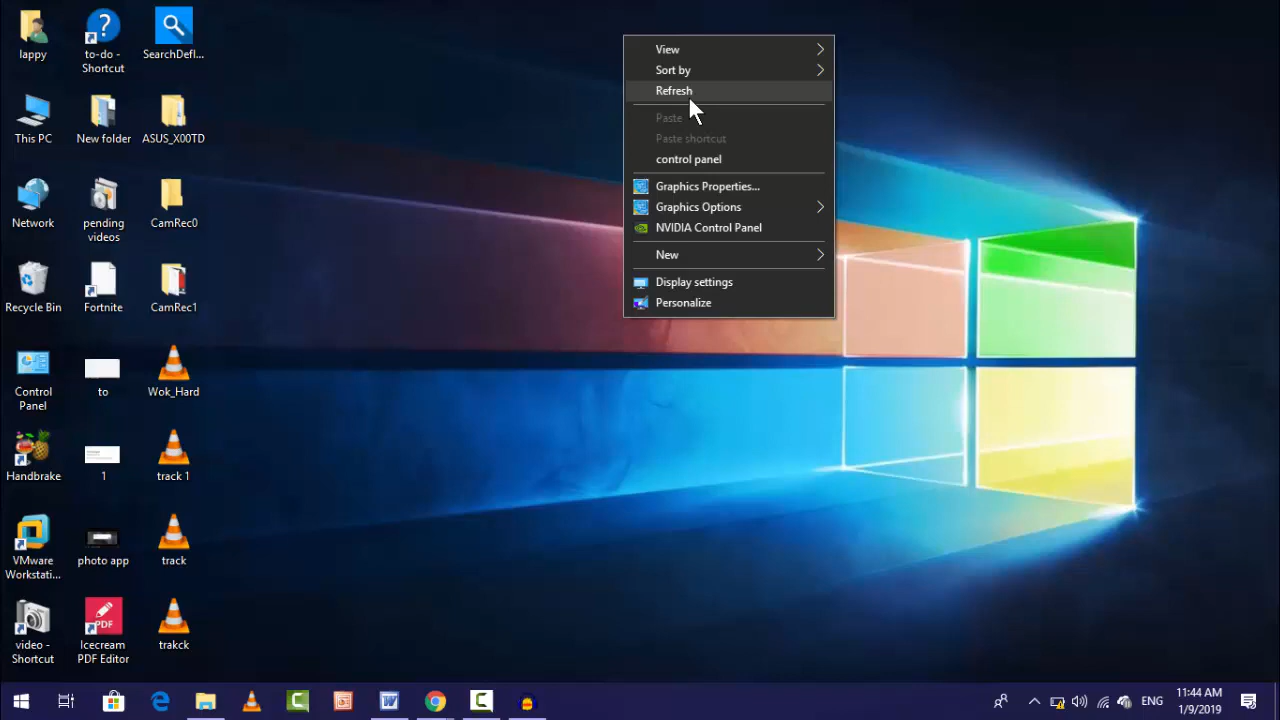 lappy
to-do -
Shortcut
SearchDefl...
This PC
New folder
ASUS_X00TD
Network
pending
videos
CamRec0
Recycle Bin
Fortnite
CamRec1
Control
Panel
to
Wok_Hard
Handbrake
1
track 1
VMware
Workstati...
photo app
track
video -
Shortcut
PDF
Icecream
PDF Editor
trakck
View
Sort by
Refresh
Paste
Paste shortcut
control panel
Graphics Properties...
Graphics Options
NVIDIA Control Panel
New
Display settings
Personalize
ENG
11:44 AM
1/9/2019